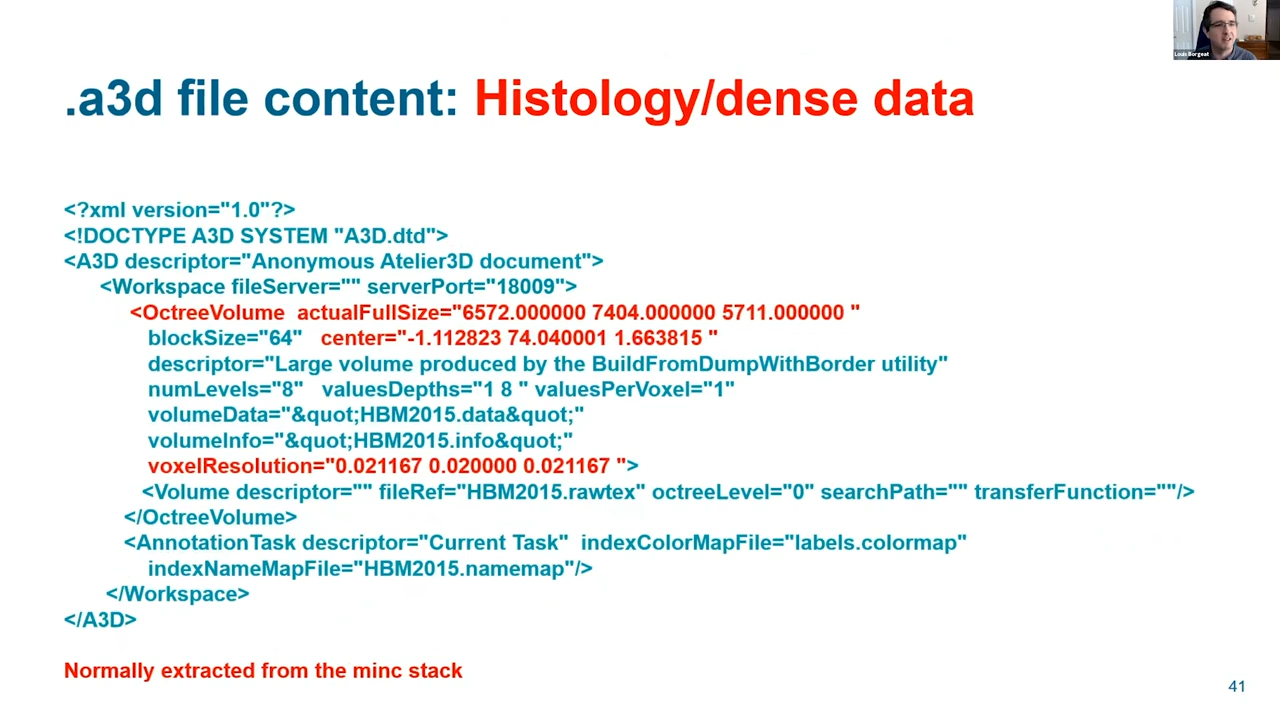 Louis Borgeat
.a3d file content: Histology/dense data
<?xml version="1.0"?>
<!DOCTYPE A3D SYSTEM "A3D.dtd">
<A3D descriptor="Anonymous Atelier3D document">
<Workspace fileServer="" serverPort="18009">
<OctreeVolume actualFullSize="6572.000000 7404.000000 5711.000000 "
blockSize="64" center="-1.112823 74.040001 1.663815 "
descriptor="Large volume produced by the BuildFromDumpWithBorder utility"
numLevels="8" valuesDepths="1 8 " valuesPerVoxel="1"
volumeData="&quot;HBM2015.data&quot;"
volumeInfo="&quot;HBM2015.info&quot;"
voxelResolution="0.021167 0.020000 0.021167 ">
<Volume descriptor="" fileRef="HBM2015.rawtex" octreeLevel="0" searchPath="" transferFunction=""/>
</OctreeVolume>
<AnnotationTask descriptor="Current Task" indexColorMapFile="labels.colormap"
indexNameMapFile="HBM2015.namemap"/>
</Workspace>
</A3D>
Normally extracted from the minc stack
41